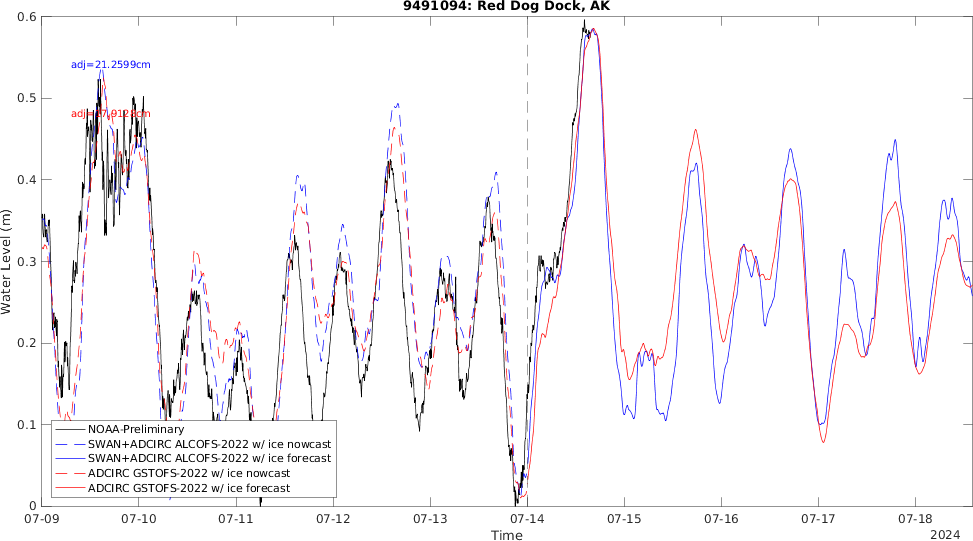 9491094: Red Dog Dock, AK
adj=21.2599cm
Water Level (m)
0.6
0.5
0.4
0.3
0.2
0.1
0
NOAA-Preliminary
SWAN+ADCIRC ALCOFS-2022 w/ ice nowcast
SWAN+ADCIRC ALCOFS-2022 w/ ice forecast
ADCIRC GSTOFS-2022 w/ ice nowcast
ADCIRC GSTOFS-2022 w/ ice forecast
07-09 07-10 07-11 07-12 07-13 07-14 07-15 07-16 07-17 07-18
Time
2024